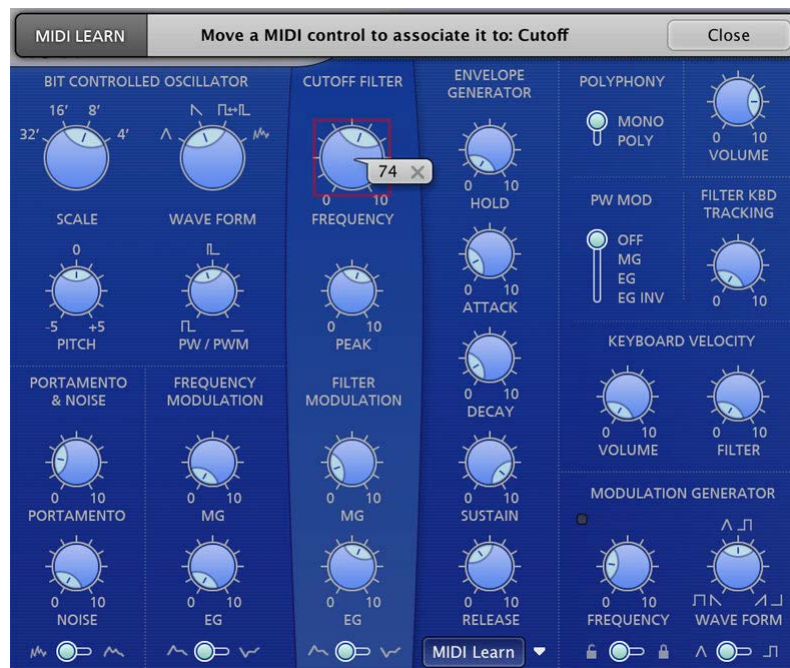 MIDI LEARN
Move a MIDI control to associate it to: Cutoff
Close
BIT CONTROLLED OSCILLATOR
16' 8'
32' 4'
SCALE
WAVE FORM
0
-5 +5
PITCH
PW / PWM
CUTOFF FILTER
74
0 10
FREQUENCY
0 10
PEAK
ENVELOPE
GENERATOR
0 10
HOLD
0 10
ATTACK
0 10
DECAY
0 10
SUSTAIN
0 10
RELEASE
POLYPHONY
MONO
POLY
0 10
VOLUME
PW MOD
OFF
MG
EG
EG INV
FILTER KBD
TRACKING
0 10
KEYBOARD VELOCITY
0 10
VOLUME
0 10
FILTER
PORTAMENTO
& NOISE
0 10
PORTAMENTO
0 10
NOISE
FREQUENCY
MODULATION
0 10
MG
0 10
EG
FILTER
MODULATION
0 10
MG
0 10
EG
MODULATION GENERATOR
0 10
FREQUENCY
WAVE FORM
MIDI Learn